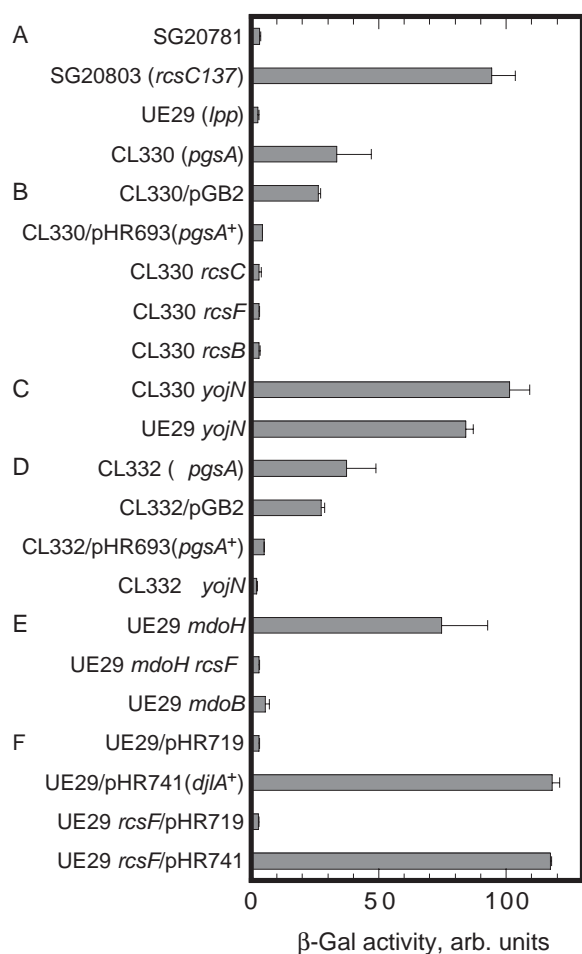 A SG20781
SG20803 (rcsC137)
UE29 (lpp)
CL330 (pgsA)
B CL330/pGB2
CL330/pHR693(pgsA+)
CL330 rcsC
CL330 rcsF
CL330 rcsB
C CL330 yojN
UE29 yojN
D CL332 ( pgsA)
CL332/pGB2
CL332/pHR693(pgsA+)
CL332 yojN
E UE29 mdoH
UE29 mdoH rcsF
UE29 mdoB
F UE29/pHR719
UE29/pHR741(djlA+)
UE29 rcsF/pHR719
UE29 rcsF/pHR741
0 50 100
β-Gal activity, arb. units